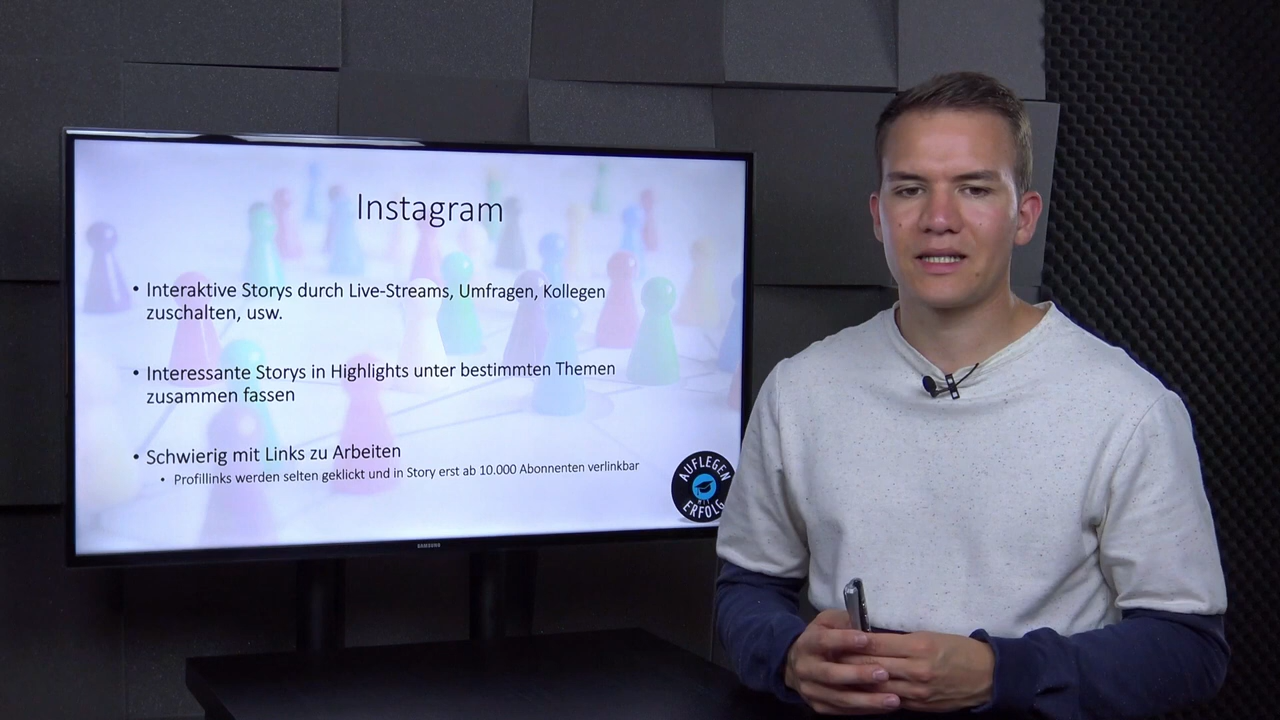 Instagram
• Interaktive Storys durch Live-Streams, Umfragen, Kollegen
zuschalten, usw.
• Interessante Storys in Highlights unter bestimmten Themen
zusammen fassen
• Schwierig mit Links zu Arbeiten
• Profillinks werden selten geklickt und in Story erst ab 10.000 Abonnenten verlinkbar
AUFLEGEN
MIT
ERFOLG
SAMSUNG